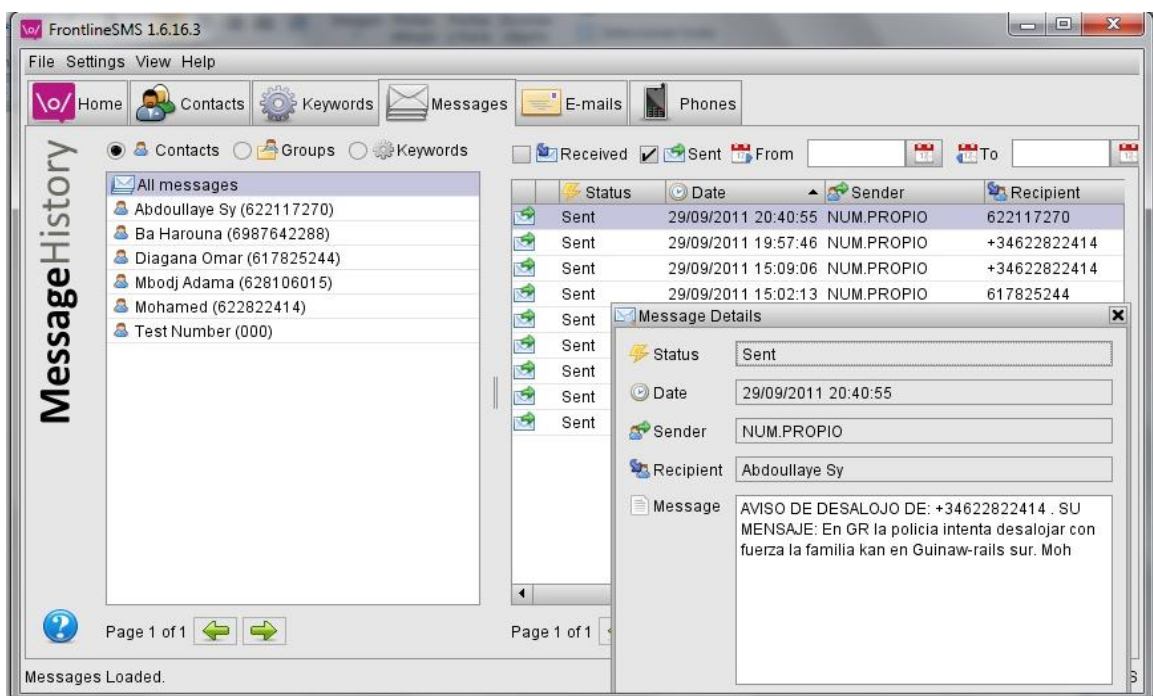 \o/ FrontlineSMS 1.6.16.3
File Settings View Help
\o/ Home Contacts Keywords Messages E-mails Phones
MessageHistory
Contacts Groups Keywords
Received Sent From To
All messages
Abdoullaye Sy (622117270)
Ba Harouna (6987642288)
Diagana Omar (617825244)
Mbodj Adama (628106015)
Mohamed (622822414)
Test Number (000)
Page 1 of 1
Status Date Sender Recipient
Sent 29/09/2011 20:40:55 NUM.PROPIO 622117270
Sent 29/09/2011 19:57:46 NUM.PROPIO +34622822414
Sent 29/09/2011 15:09:06 NUM.PROPIO +34622822414
Sent 29/09/2011 15:02:13 NUM.PROPIO 617825244
Sent
Sent
Sent
Sent
Sent
Page 1 of 1
Message Details
Status Sent
Date 29/09/2011 20:40:55
Sender NUM.PROPIO
Recipient Abdoullaye Sy
Message AVISO DE DESALOJO DE: +34622822414 . SU
MENSAJE: En GR la policia intenta desalojar con
fuerza la familia kan en Guinaw-rails sur. Moh
Messages Loaded.